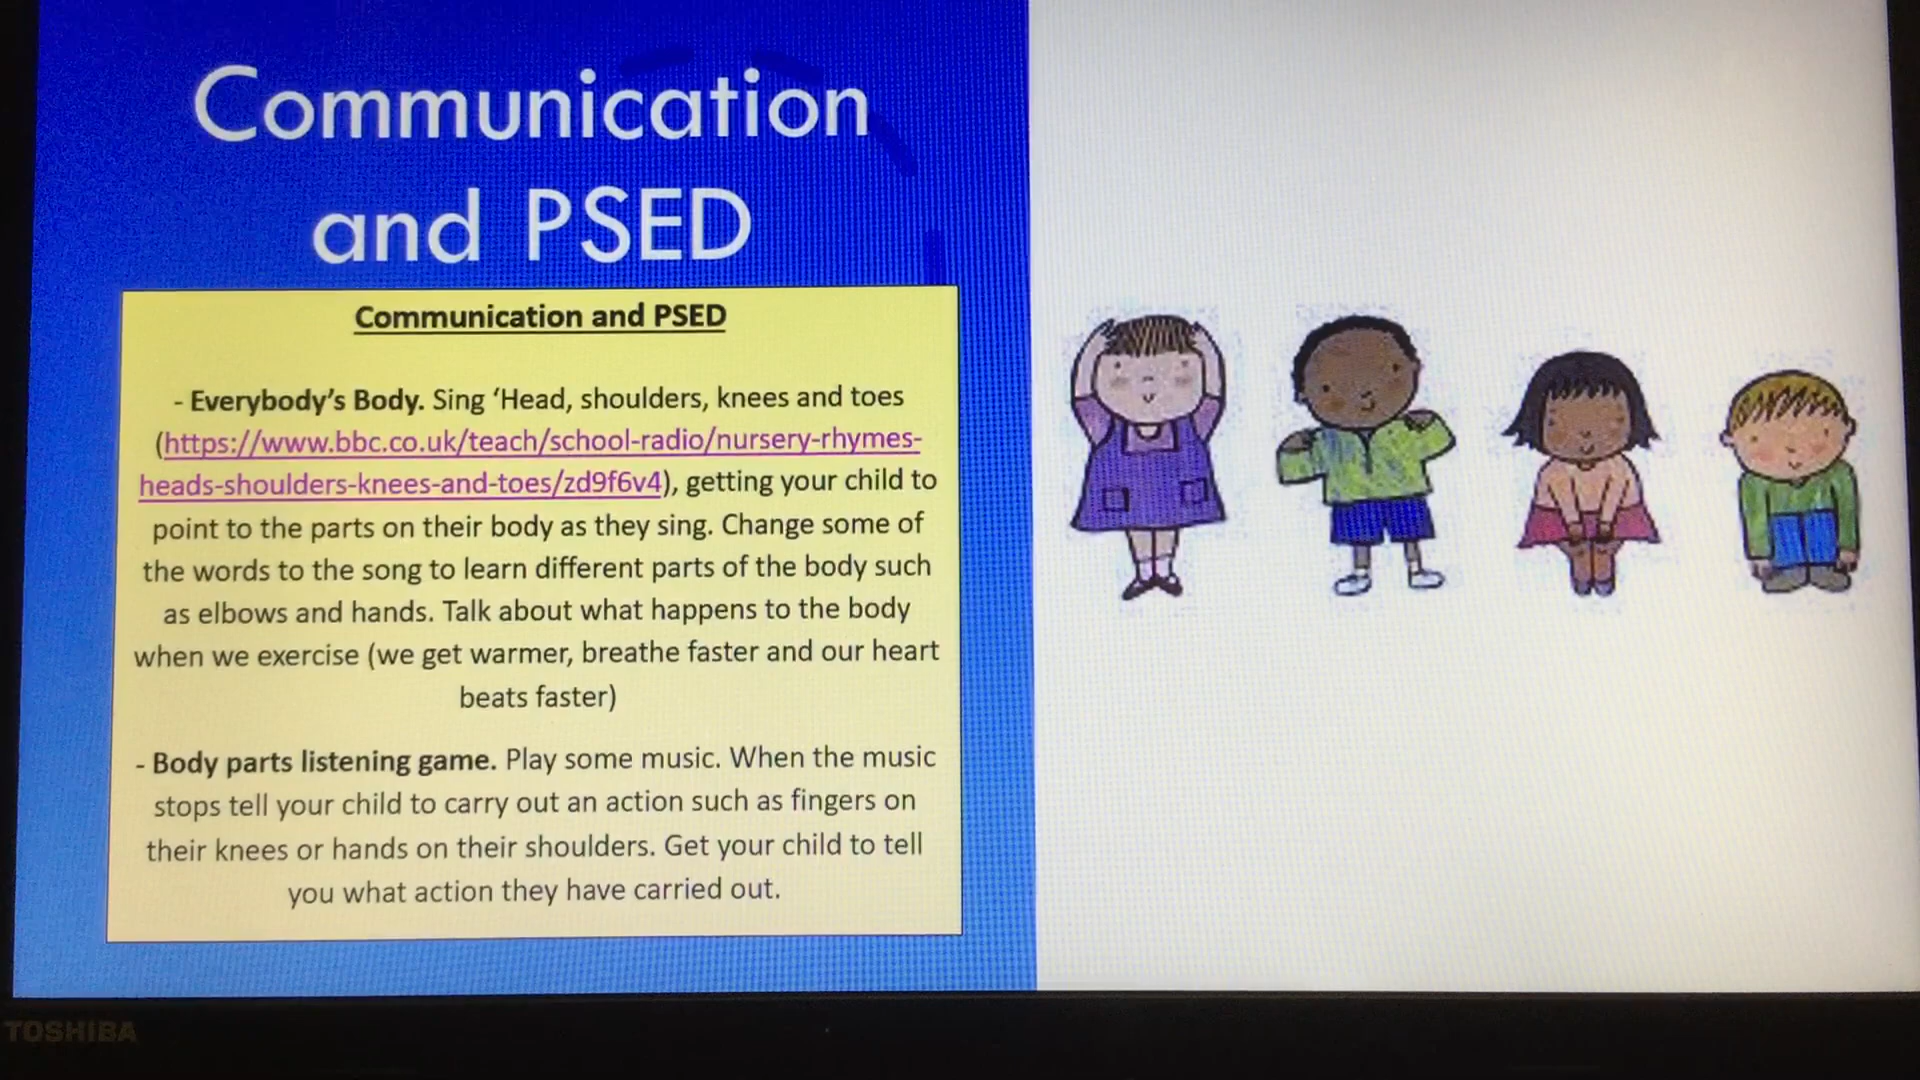 Communication
and PSED
Communication and PSED
- Everybody's Body. Sing ‘Head, shoulders, knees and toes
(https://www.bbc.co.uk/teach/school-radio/nursery-rhymes-
heads-shoulders-knees-and-toes/zd9f6v4), getting your child to
point to the parts on their body as they sing. Change some of
the words to the song to learn different parts of the body such
as elbows and hands. Talk about what happens to the body
when we exercise (we get warmer, breathe faster and our heart
beats faster)
- Body parts listening game. Play some music. When the music
stops tell your child to carry out an action such as fingers on
their knees or hands on their shoulders. Get your child to tell
you what action they have carried out.
TOSHIBA